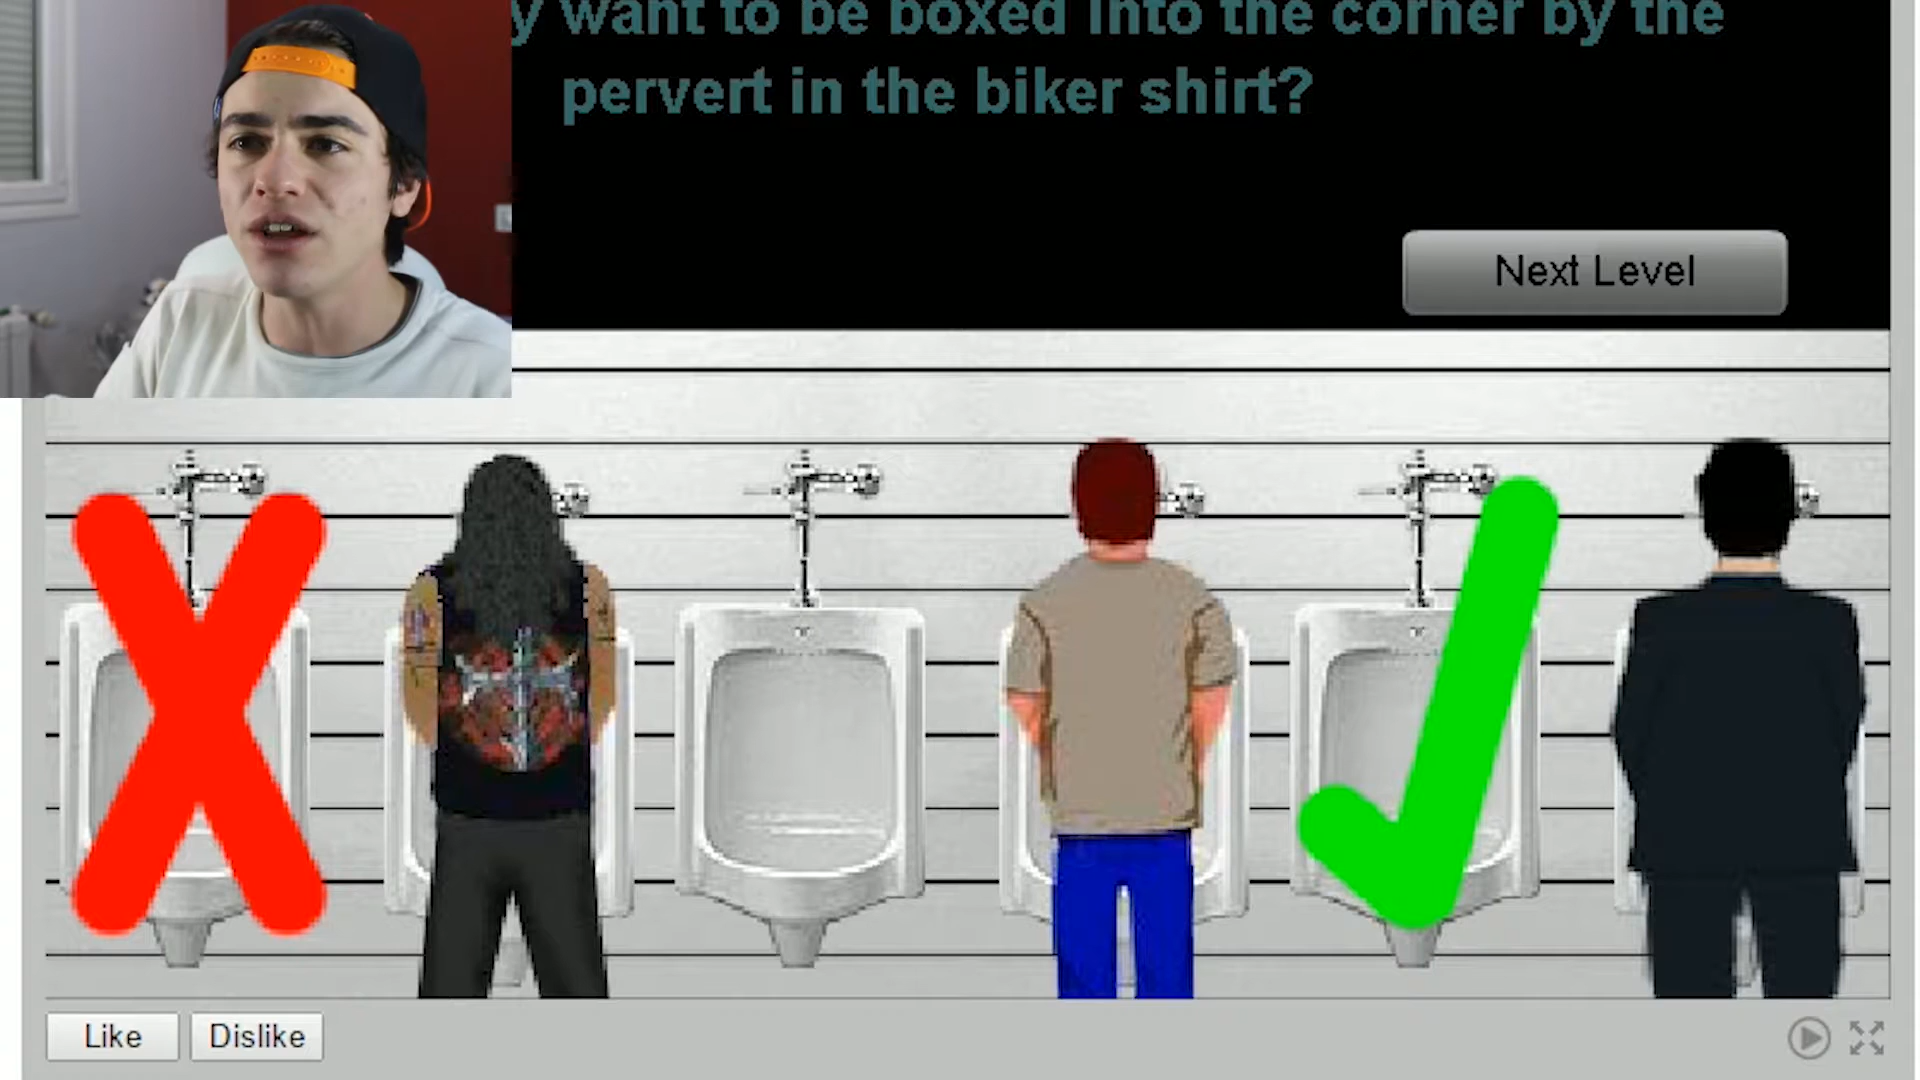 y want to be boxed into the corner by the
pervert in the biker shirt?
Next Level
Like
Dislike